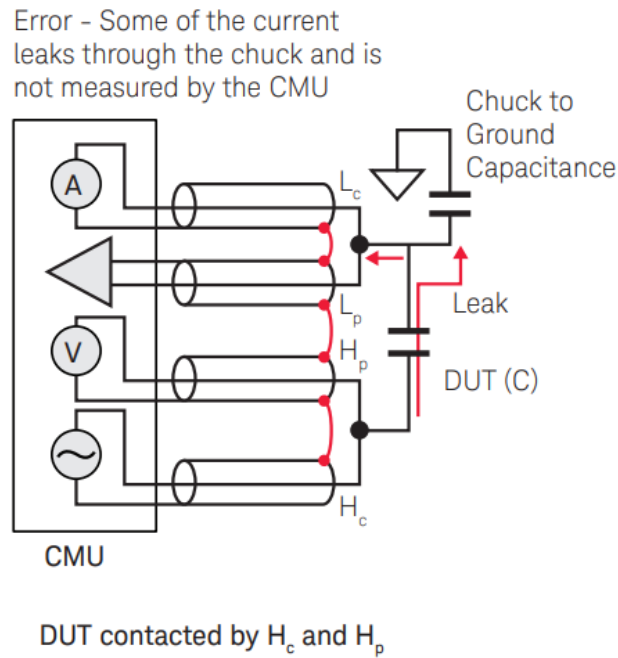 Error - Some of the current
leaks through the chuck and is
not measured by the CMU
Chuck to
Ground
Capacitance
A
Lc
Leak
Lp
V
Hp
DUT (C)
Hc
CMU
DUT contacted by Hc and Hp